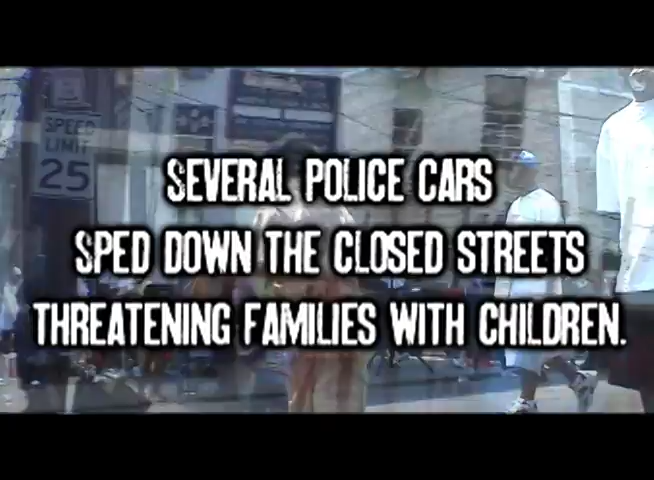 SPEED
LIMIT
25
SEVERAL POLICE CARS
SPED DOWN THE CLOSED STREETS
THREATENING FAMILIES WITH CHILDREN.